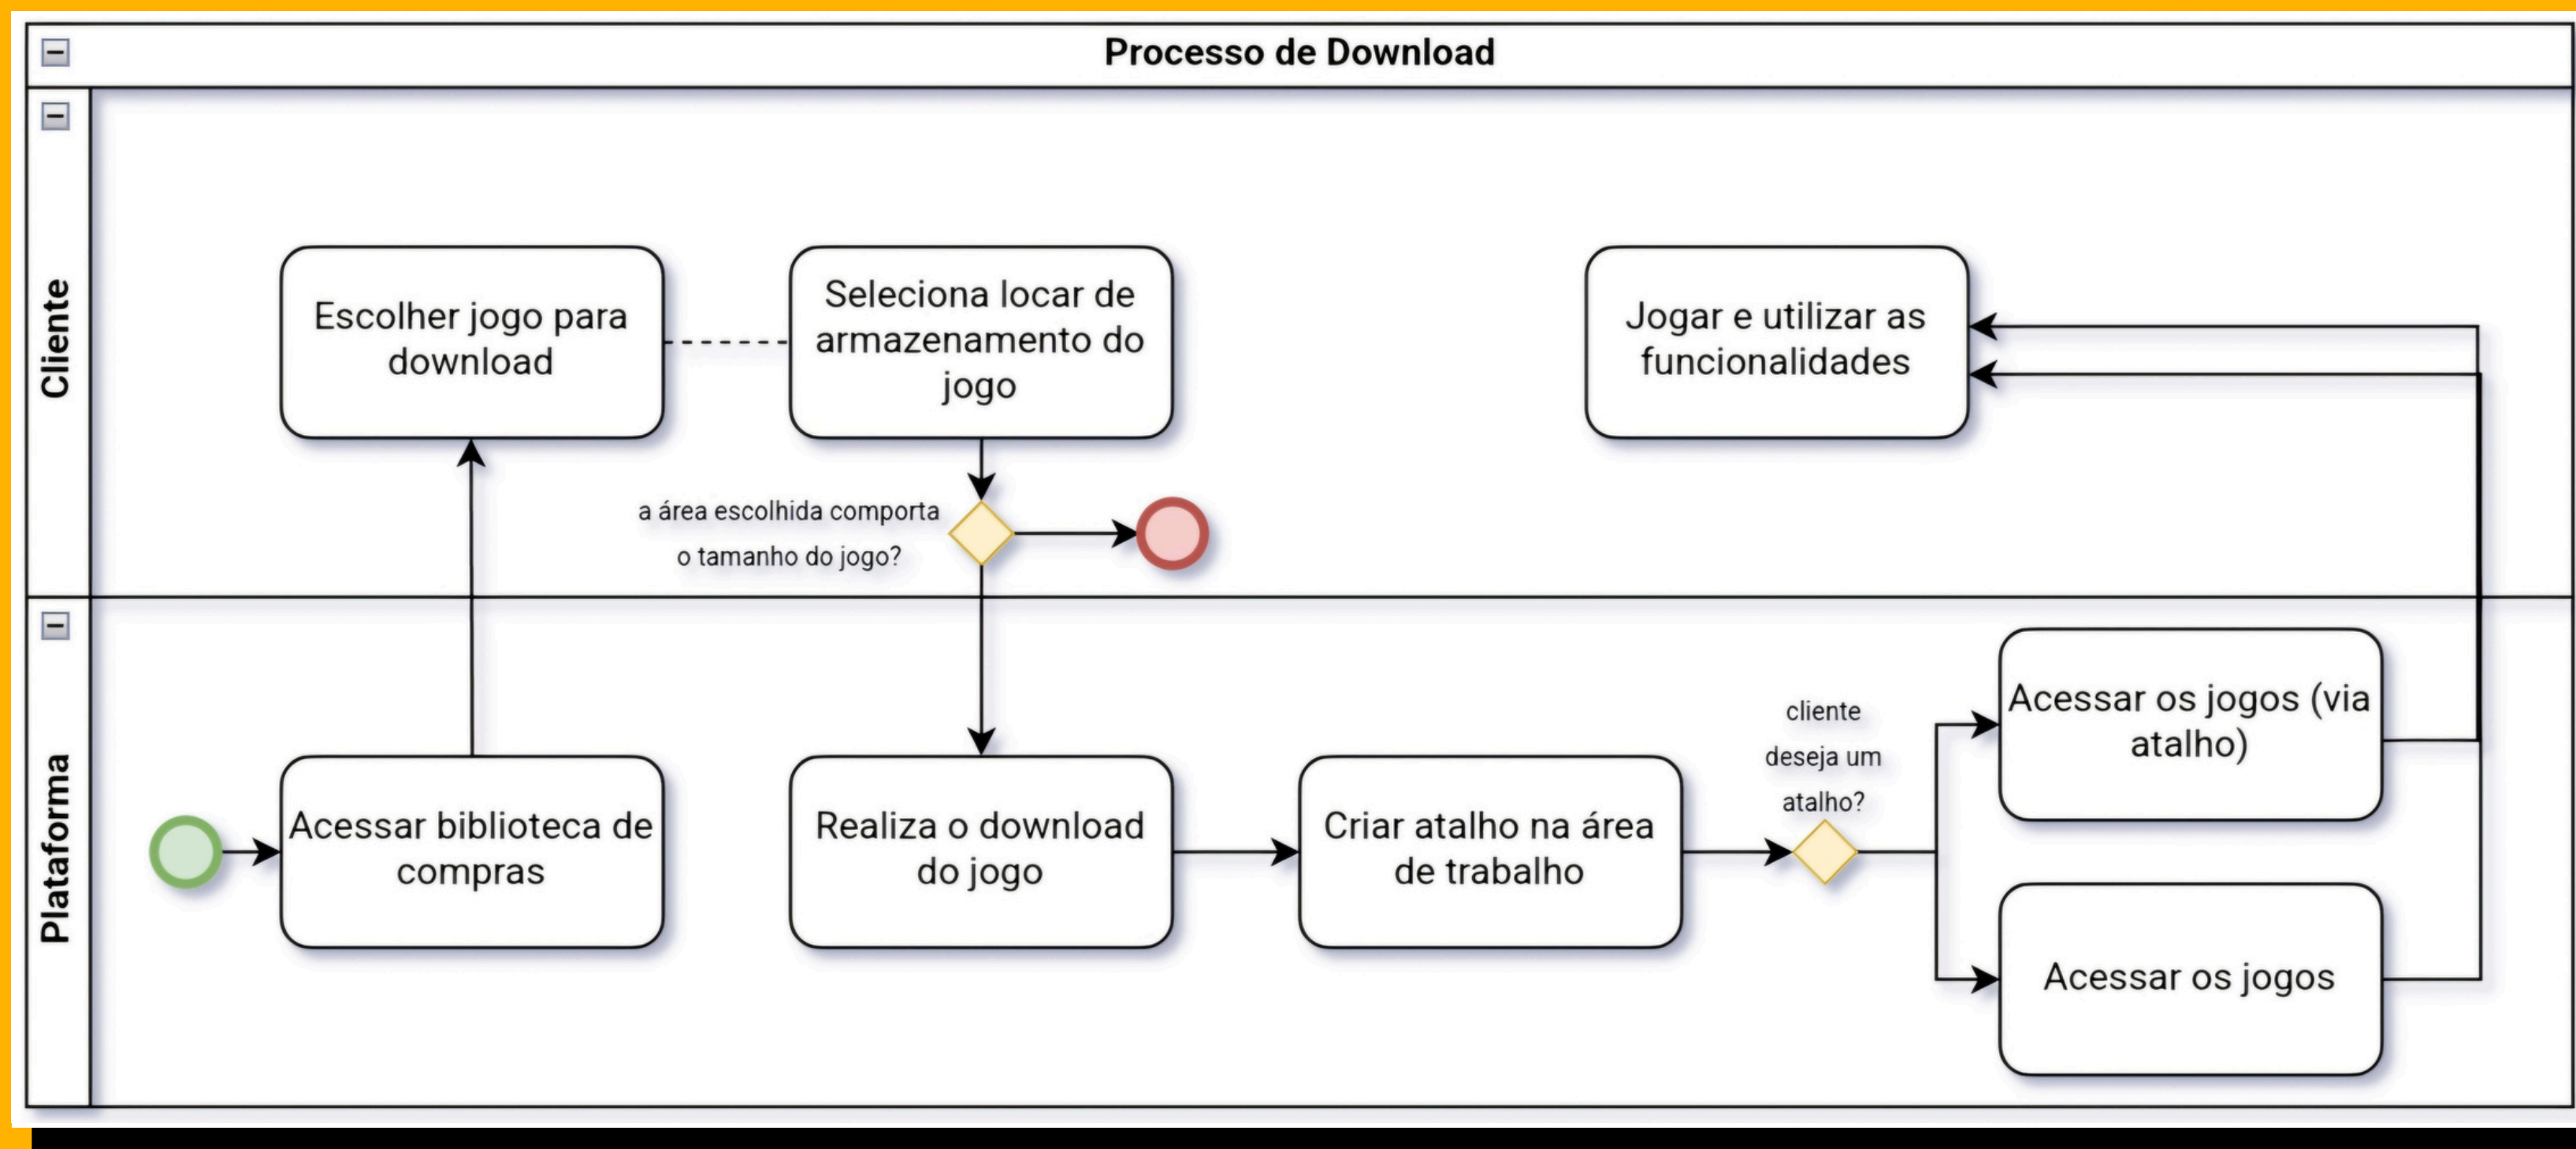 Processo de Download
Cliente
Escolher jogo para
download
Seleciona locar de
armazenamento do
jogo
Jogar e utilizar as
funcionalidades
a área escolhida comporta
o tamanho do jogo?
Plataforma
Acessar biblioteca de
compras
Realiza o download
do jogo
Criar atalho na área
de trabalho
cliente
deseja um
atalho?
Acessar os jogos (via
atalho)
Acessar os jogos